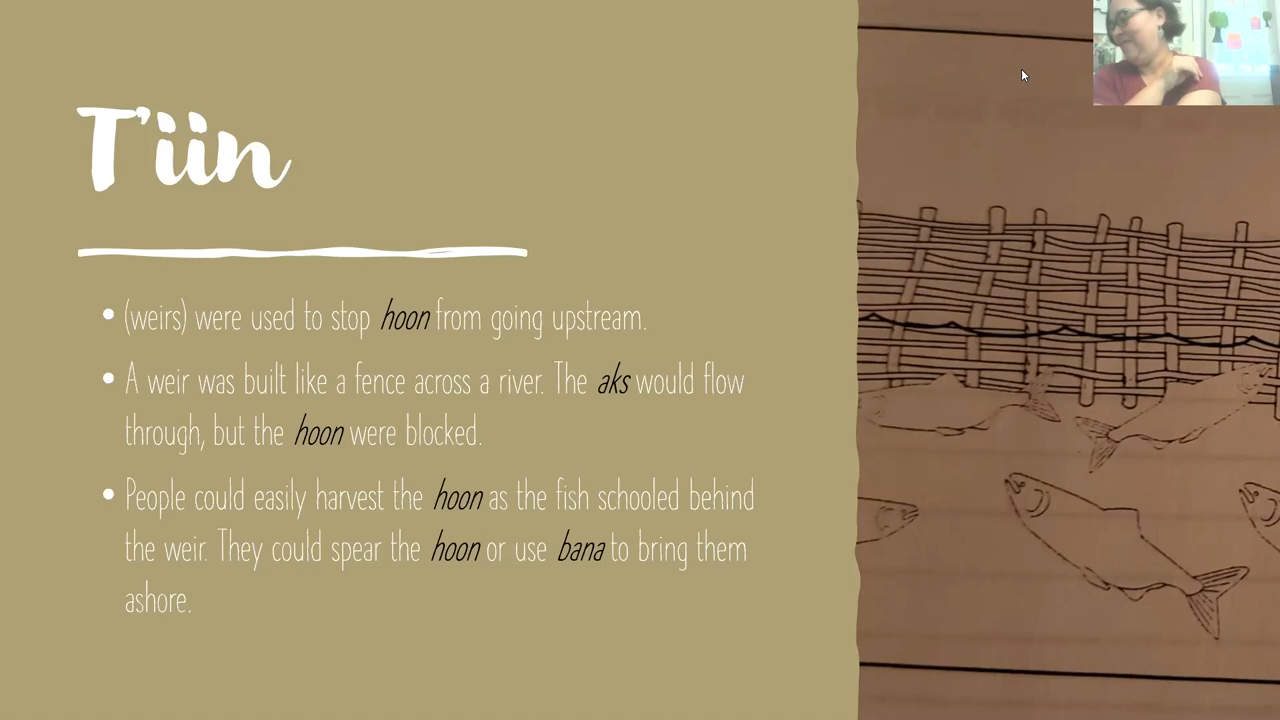 T'iin
• (weirs) were used to stop hoon from going upstream.
• A weir was built like a fence across a river. The aks would flow
through, but the hoon were blocked.
• People could easily harvest the hoon as the fish schooled behind
the weir. They could spear the hoon or use bana to bring them
ashore.